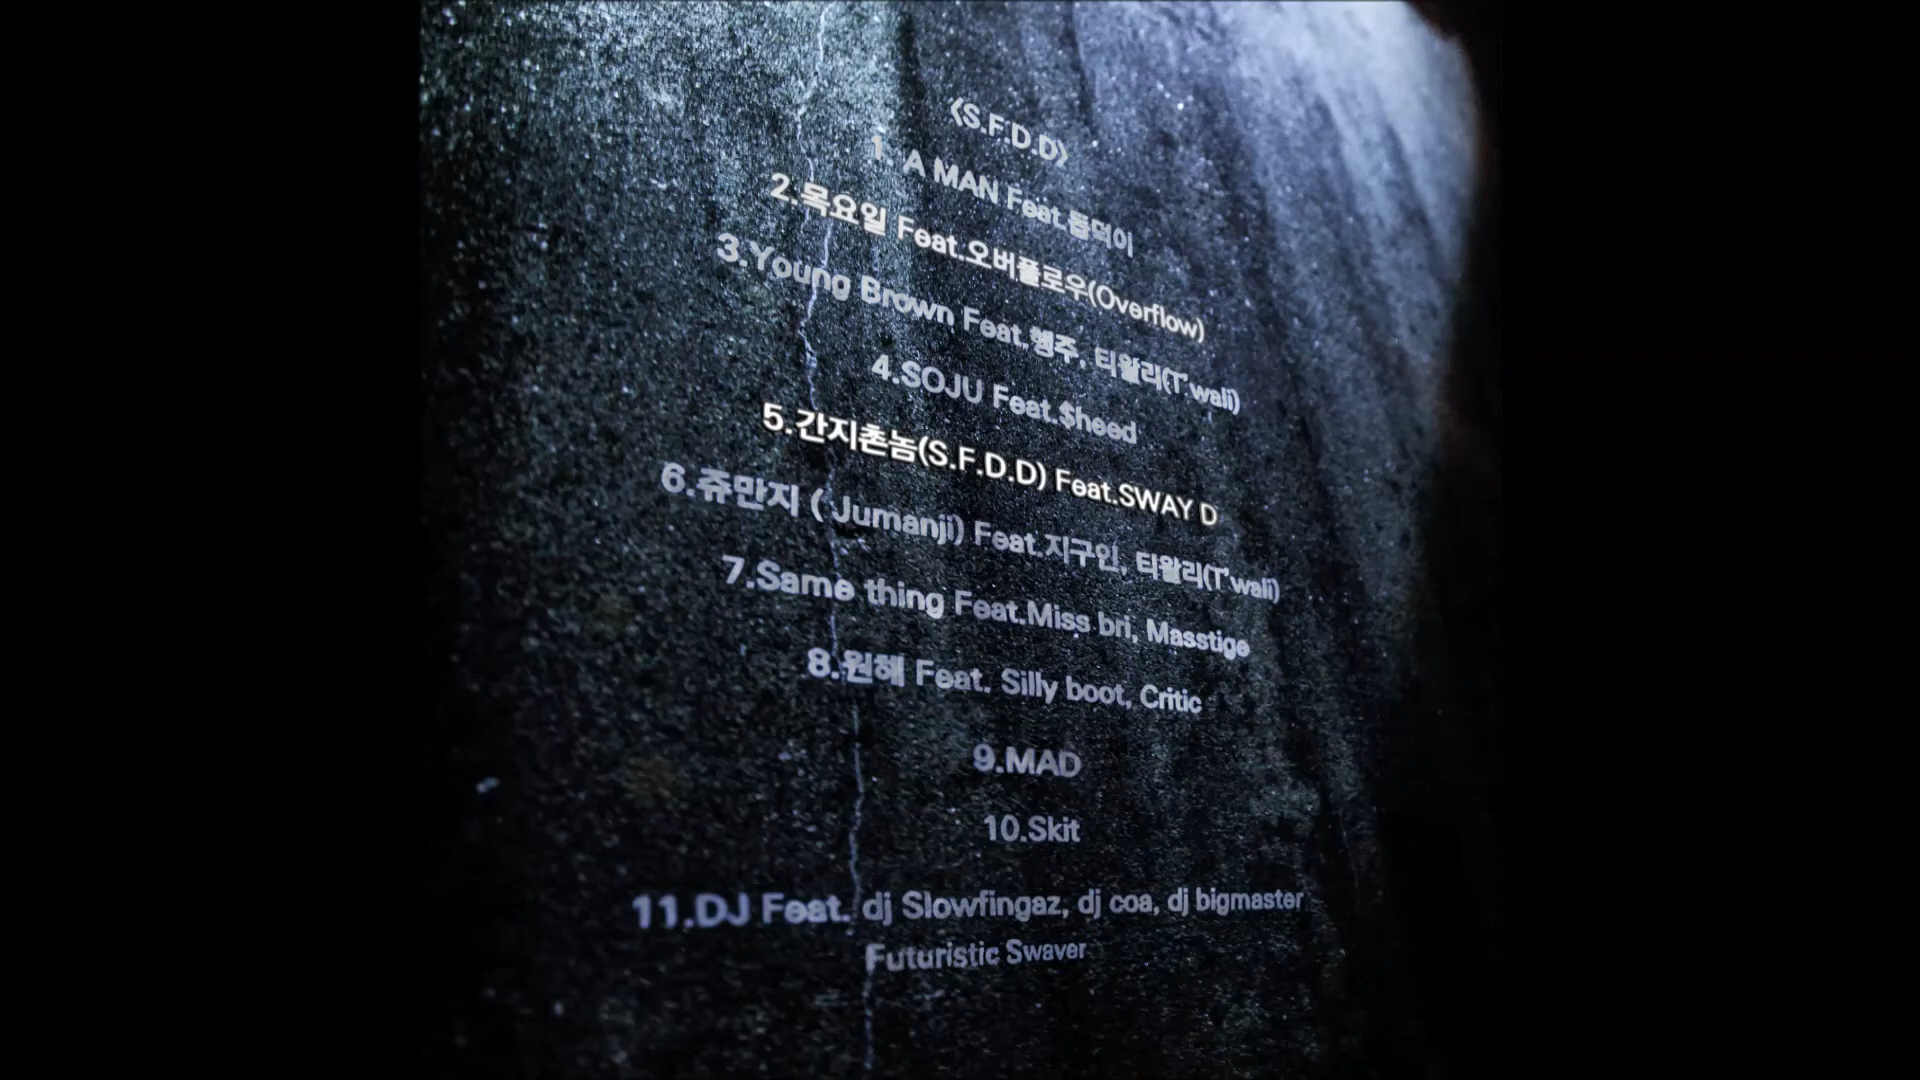 <S.F.D.D>
1. A MAN Feat.듬덕이
2.목요일 Feat.오버플로우(Overflow)
3.Young Brown Feat.행주, 티왈리(T'wali)
4.SOJU Feat.$heed
5.간지촌놈(S.F.D.D) Feat.SWAY D
6.쥬만지 ( Jumanji) Feat.지구인, 티왈리(T'wali)
7.Same thing Feat.Miss bri, Masstige
8.원해 Feat. Silly boot, Critic
9.MAD
10.Skit
11.DJ Feat. dj Slowfingaz, dj coa, dj bigmaster
Futuristic Swaver